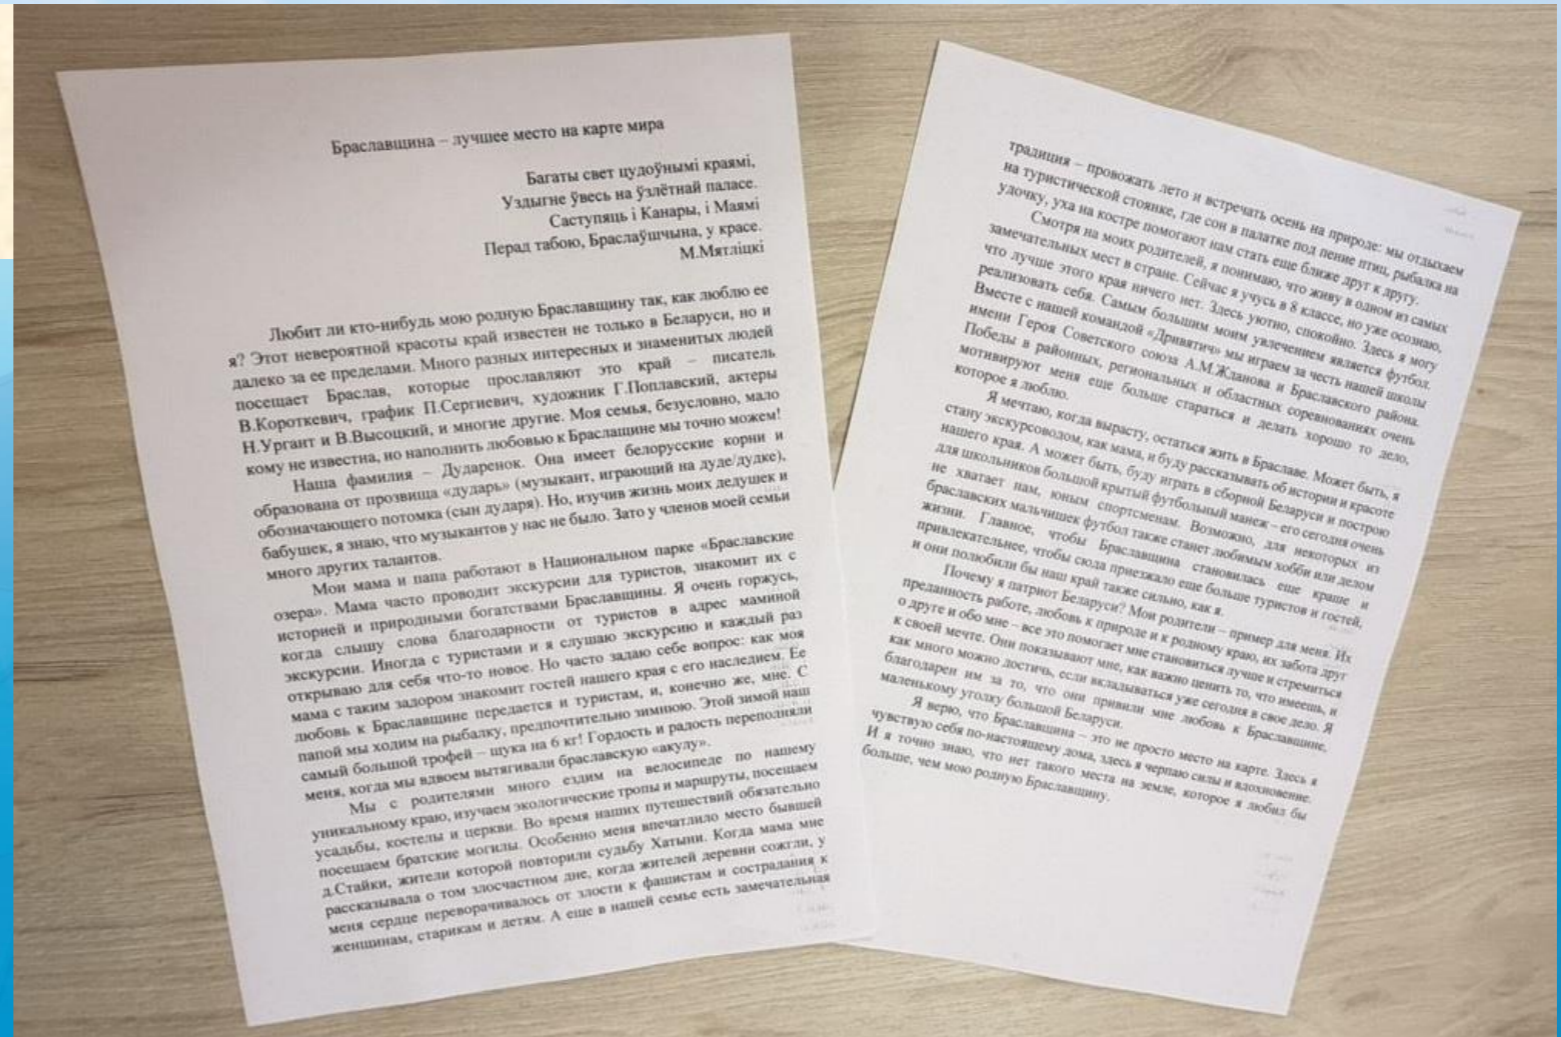 Браславщина – лучшее место на карте мира
Багаты свет цудоўнымі краямі,
Уздыгне ўвесь на ўзлётнай паласе.
Саступяць і Канары, і Маямі
Перад табою, Браслаўшчына, у красе.
М.Мятліцкі
Любит ли кто-нибудь мою родную Браславщину так, как люблю ее
я? Этот невероятной красоты край известен не только в Беларуси, но и
далеко за ее пределами. Много разных интересных и знаменитых людей
посещает Браслав, которые прославляют это край – писатель
В.Короткевич, график П.Сергиевич, художник Г.Поплавский, актеры
Н.Ургант и В.Высоцкий, и многие другие. Моя семья, безусловно, мало
кому не известна, но наполнить любовью к Браслащине мы точно можем!
Наша фамилия – Дударенок. Она имеет белорусские корни и
образована от прозвища «дударь» (музыкант, играющий на дуде/дудке),
обозначающего потомка (сын дударя). Но, изучив жизнь моих дедушек и
бабушек, я знаю, что музыкантов у нас не было. Зато у членов моей семьи
много других талантов.
Мои мама и папа работают в Национальном парке «Браславские
озера». Мама часто проводит экскурсии для туристов, знакомит их с
историей и природными богатствами Браславщины. Я очень горжусь,
когда слышу слова благодарности от туристов в адрес маминой
экскурсии. Иногда с туристами и я слушаю экскурсию и каждый раз
открываю для себя что-то новое. Но часто задаю себе вопрос: как моя
мама с таким задором знакомит гостей нашего края с его наследием. Ее
любовь к Браславщине передается и туристам, и, конечно же, мне. С
папой мы ходим на рыбалку, предпочтительно зимнюю. Этой зимой наш
самый большой трофей – щука на 6 кг! Гордость и радость переполняли
меня, когда мы вдвоем вытягивали браславскую «акулу».
Мы с родителями много ездим на велосипеде по нашему
уникальному краю, изучаем экологические тропы и маршруты, посещаем
усадьбы, костелы и церкви. Во время наших путешествий обязательно
посещаем братские могилы. Особенно меня впечатлило место бывшей
д.Стайки, жители которой повторили судьбу Хатыни. Когда мама мне
рассказывала о том злосчастном дне, когда жителей деревни сожгли, у
меня сердце переворачивалось от злости к фашистам и сострадания к
женщинам, старикам и детям. А еще в нашей семье есть замечательная
традиция – провожать лето и встречать осень на природе: мы отдыхаем
на туристической стоянке, где сон в палатке под пение птиц, рыбалка на
удочку, уха на костре помогают нам стать еще ближе друг к другу.
Смотря на моих родителей, я понимаю, что живу в одном из самых
замечательных мест в стране. Сейчас я учусь в 8 классе, но уже осознаю,
что лучше этого края ничего нет. Здесь уютно, спокойно. Здесь я могу
реализовать себя. Самым большим моим увлечением является футбол.
Вместе с нашей командой «Дривятич» мы играем за честь нашей школы
имени Героя Советского союза А.М.Жданова и Браславского района.
Победы в районных, региональных и областных соревнованиях очень
мотивируют меня еще больше стараться и делать хорошо то дело,
которое я люблю.
Я мечтаю, когда вырасту, остаться жить в Браславе. Может быть, я
стану экскурсоводом, как мама, и буду рассказывать об истории и красоте
нашего края. А может быть, буду играть в сборной Беларуси и построю
для школьников большой крытый футбольный манеж – его сегодня очень
не хватает нам, юным спортсменам. Возможно, для некоторых из
браславских мальчишек футбол также станет любимым хобби или делом
жизни. Главное, чтобы Браславщина становилась еще краше и
привлекательнее, чтобы сюда приезжало еще больше туристов и гостей,
и они полюбили бы наш край также сильно, как я.
Почему я патриот Беларуси? Мои родители – пример для меня. Их
преданность работе, любовь к природе и к родному краю, их забота друг
о друге и обо мне – все это помогает мне становиться лучше и стремиться
к своей мечте. Они показывают мне, как важно ценить то, что имеешь, и
как много можно достичь, если вкладываться уже сегодня в свое дело. Я
благодарен им за то, что они привили мне любовь к Браславщине,
маленькому уголку большой Беларуси.
Я верю, что Браславщина – это не просто место на карте. Здесь я
чувствую себя по-настоящему дома, здесь я черпаю силы и вдохновение.
И я точно знаю, что нет такого места на земле, которое я любил бы
больше, чем мою родную Браславщину.